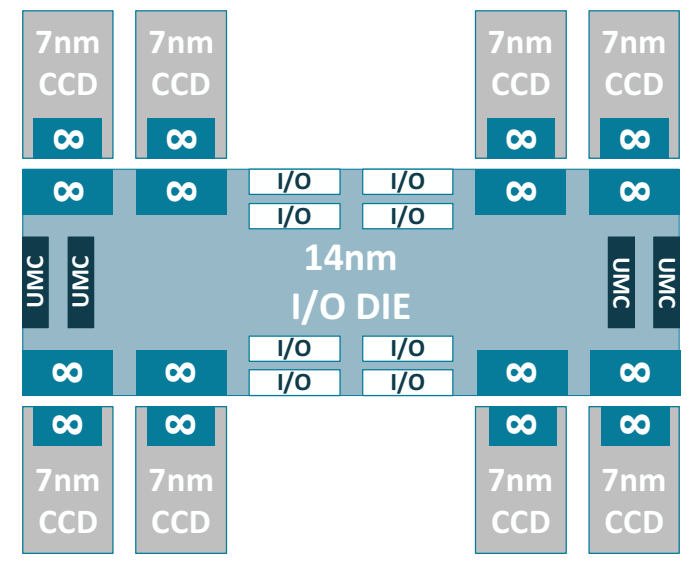 7nm CCD
7nm CCD
7nm CCD
7nm CCD
∞ ∞ ∞ ∞
∞ ∞ ∞ ∞
I/O I/O
I/O I/O
UMC UMC UMC UMC
14nm
I/O DIE
I/O I/O
I/O I/O
∞ ∞ ∞ ∞
∞ ∞ ∞ ∞
7nm CCD
7nm CCD
7nm CCD
7nm CCD